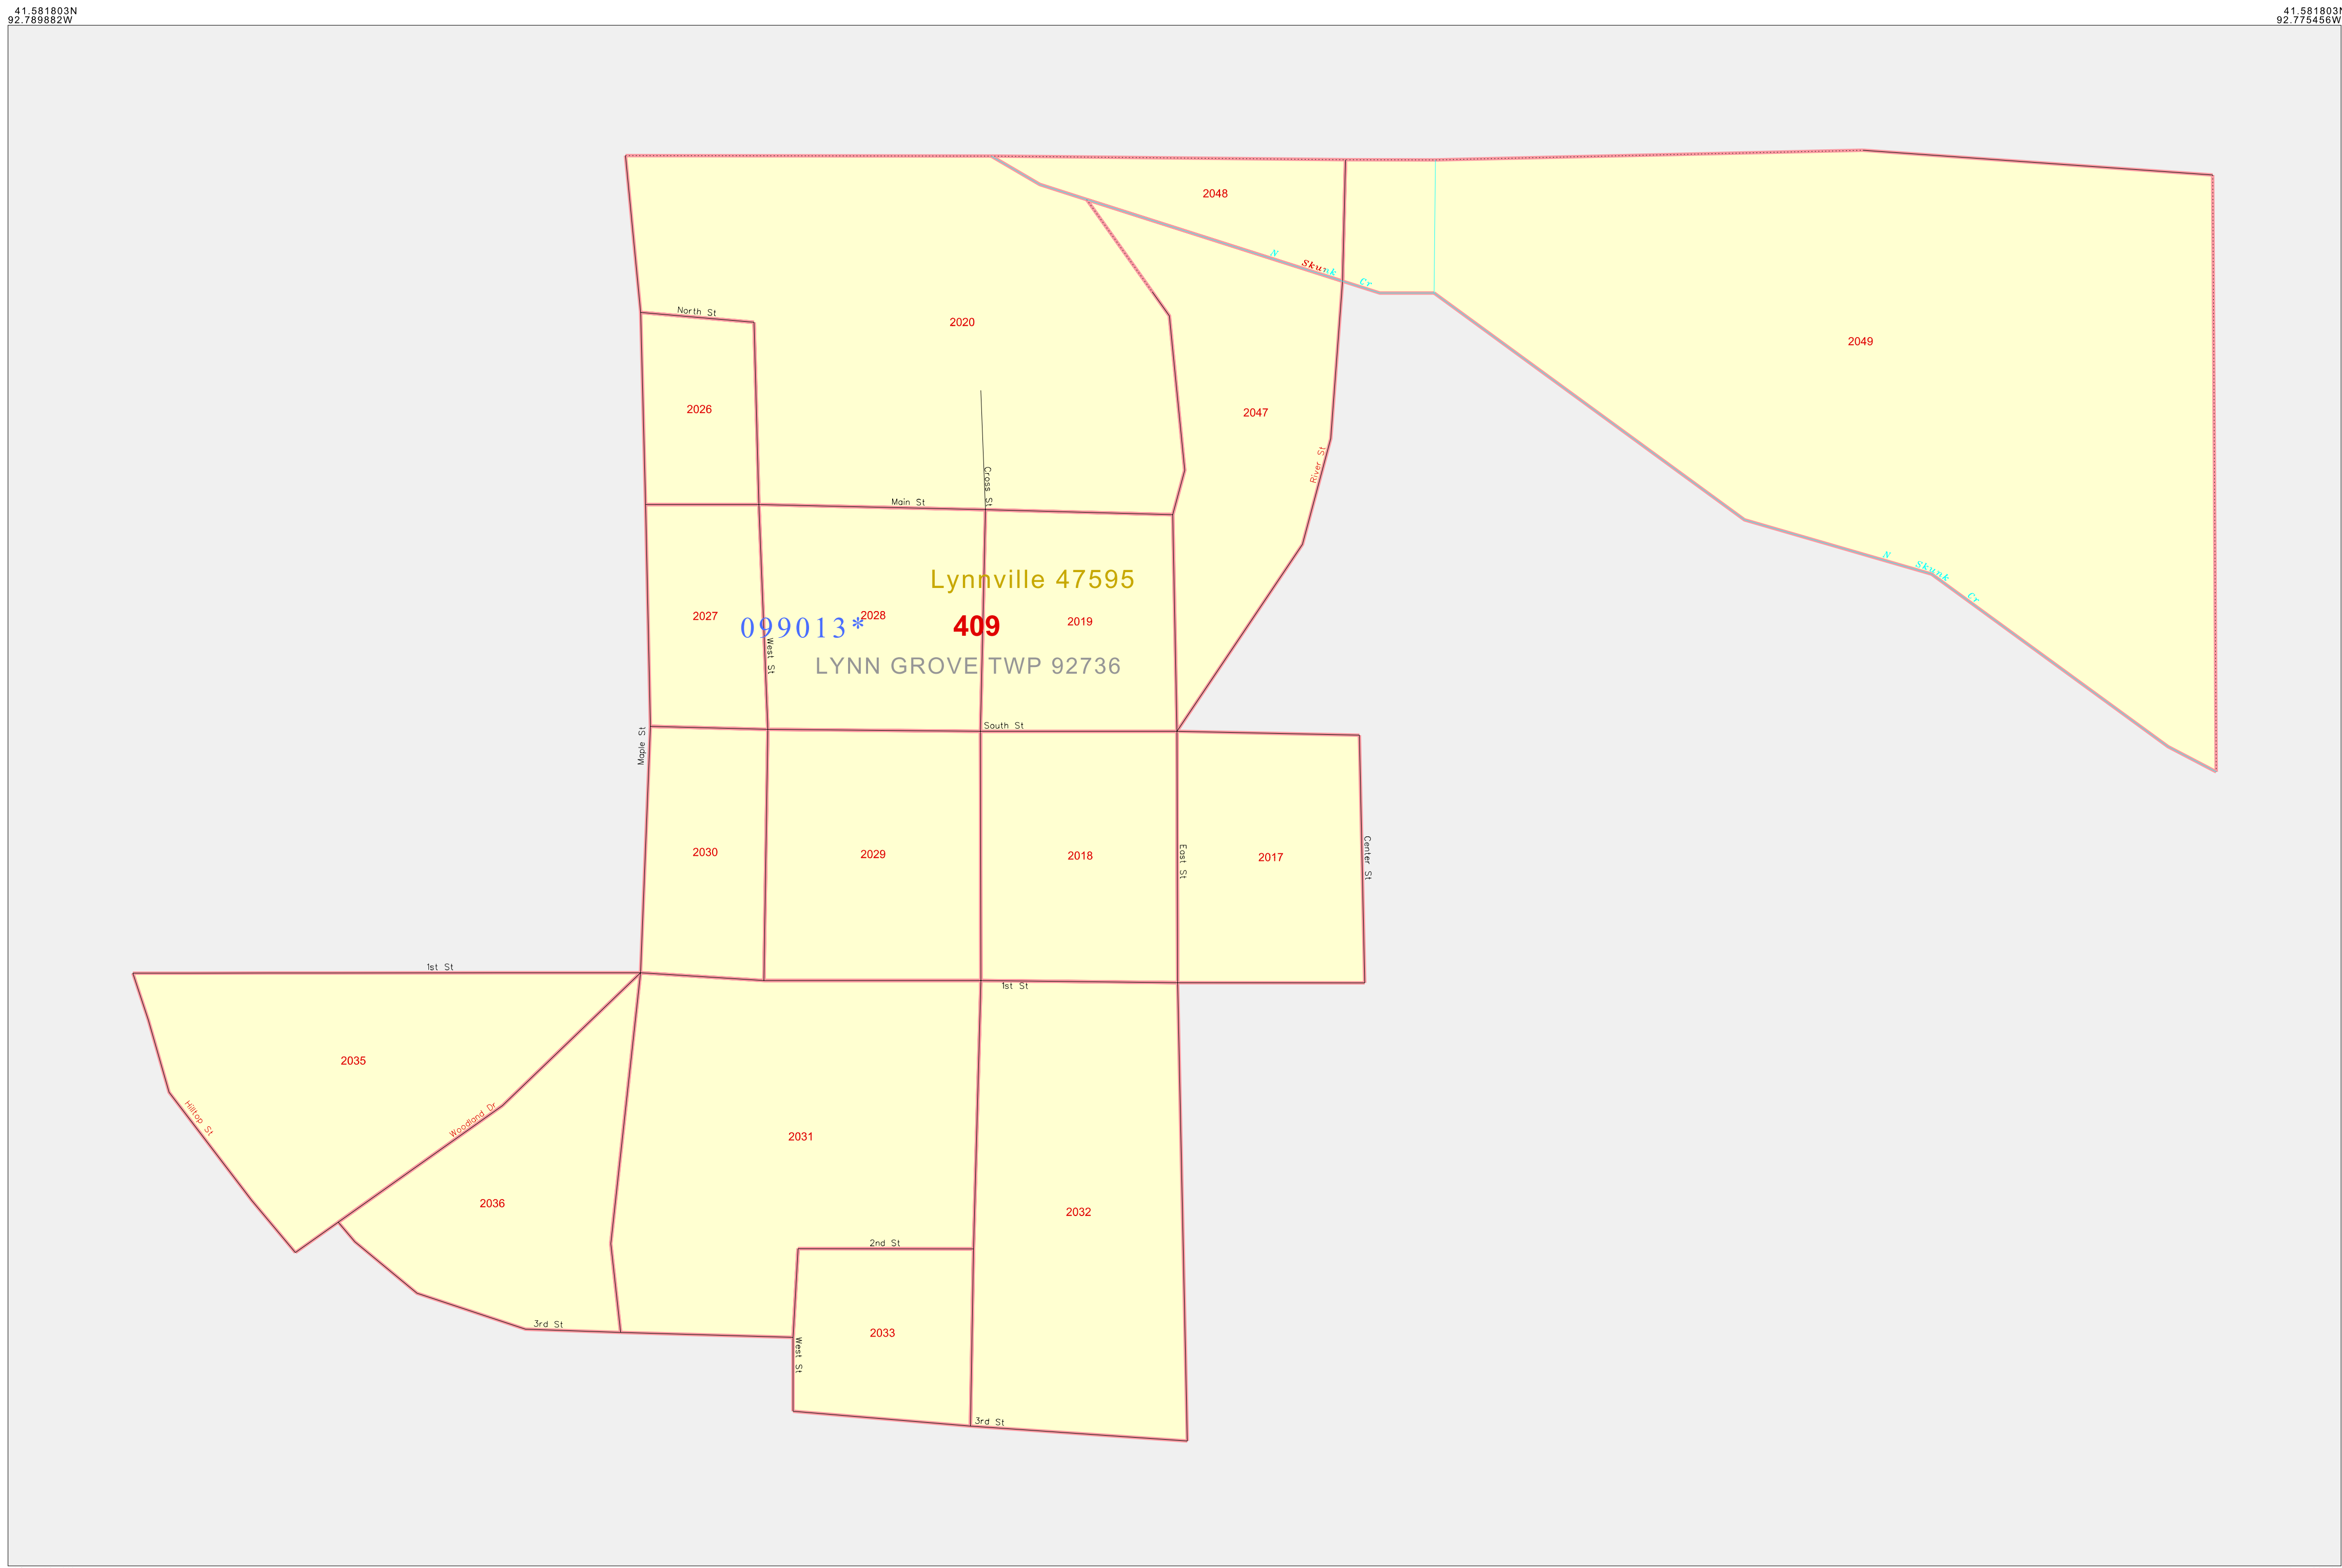 41.581803N
92.789882W
41.581803N
92.775456W
2048
N Skunk Cr
North St
2020
2049
2026
2047
River St
Cross St
Main St
N Skunk Cr
Lynnville 47595
2027
099013*
2028
409
2019
West St
LYNN GROVE TWP 92736
South St
Maple St
2030
2029
2018
East St
2017
Center St
1st St
1st St
2035
Hilltop St
Woodland Dr
2031
2036
2032
2nd St
3rd St
2033
West St
3rd St